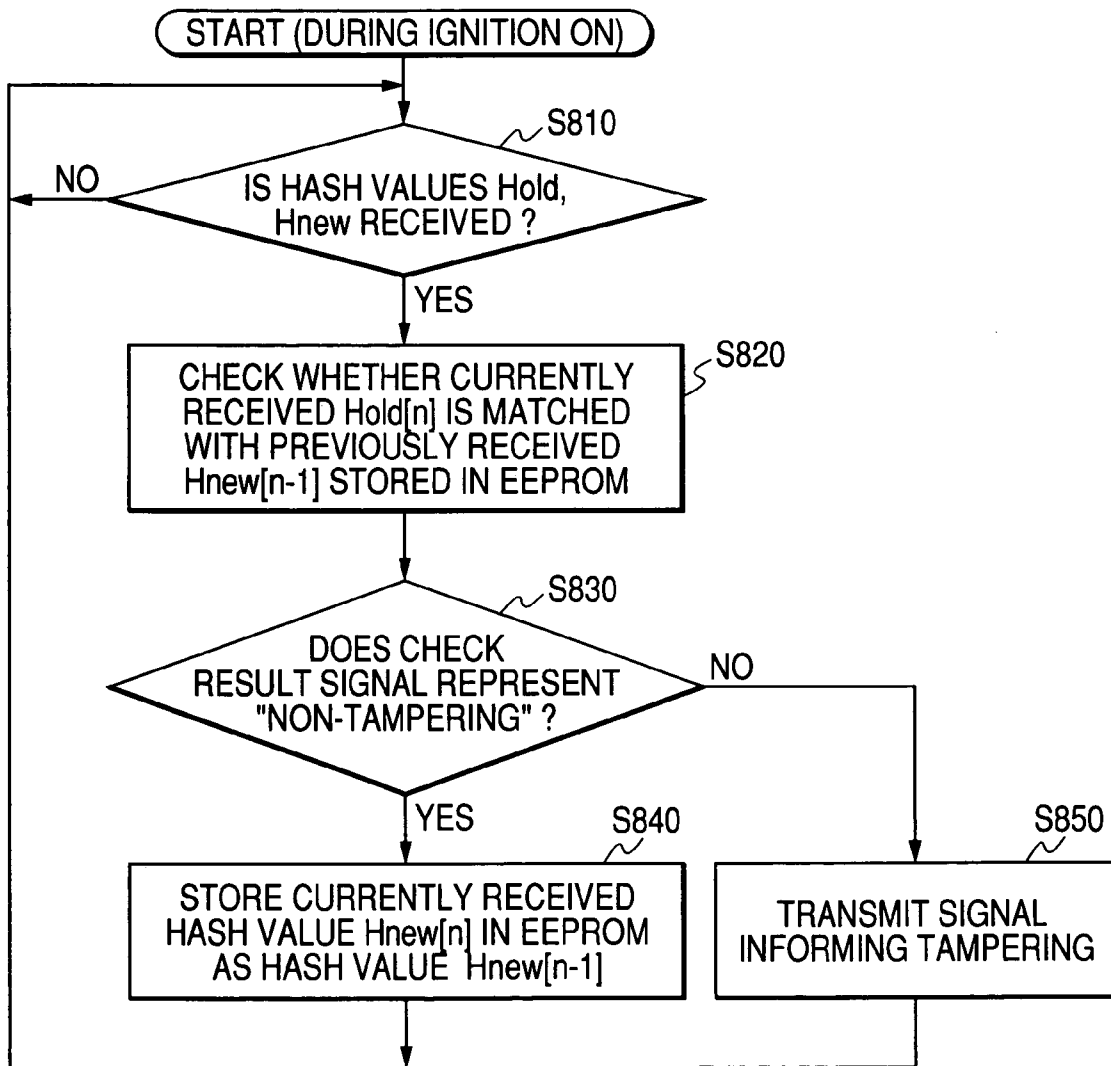 START (DURING IGNITION ON)
S810
NO
IS HASH VALUES Hold,
Hnew RECEIVED ?
YES
S820
CHECK WHETHER CURRENTLY
RECEIVED Hold[n] IS MATCHED
WITH PREVIOUSLY RECEIVED
Hnew[n-1] STORED IN EEPROM
S830
DOES CHECK
RESULT SIGNAL REPRESENT
"NON-TAMPERING" ?
NO
YES
S840
STORE CURRENTLY RECEIVED
HASH VALUE Hnew[n] IN EEPROM
AS HASH VALUE Hnew[n-1]
S850
TRANSMIT SIGNAL
INFORMING TAMPERING